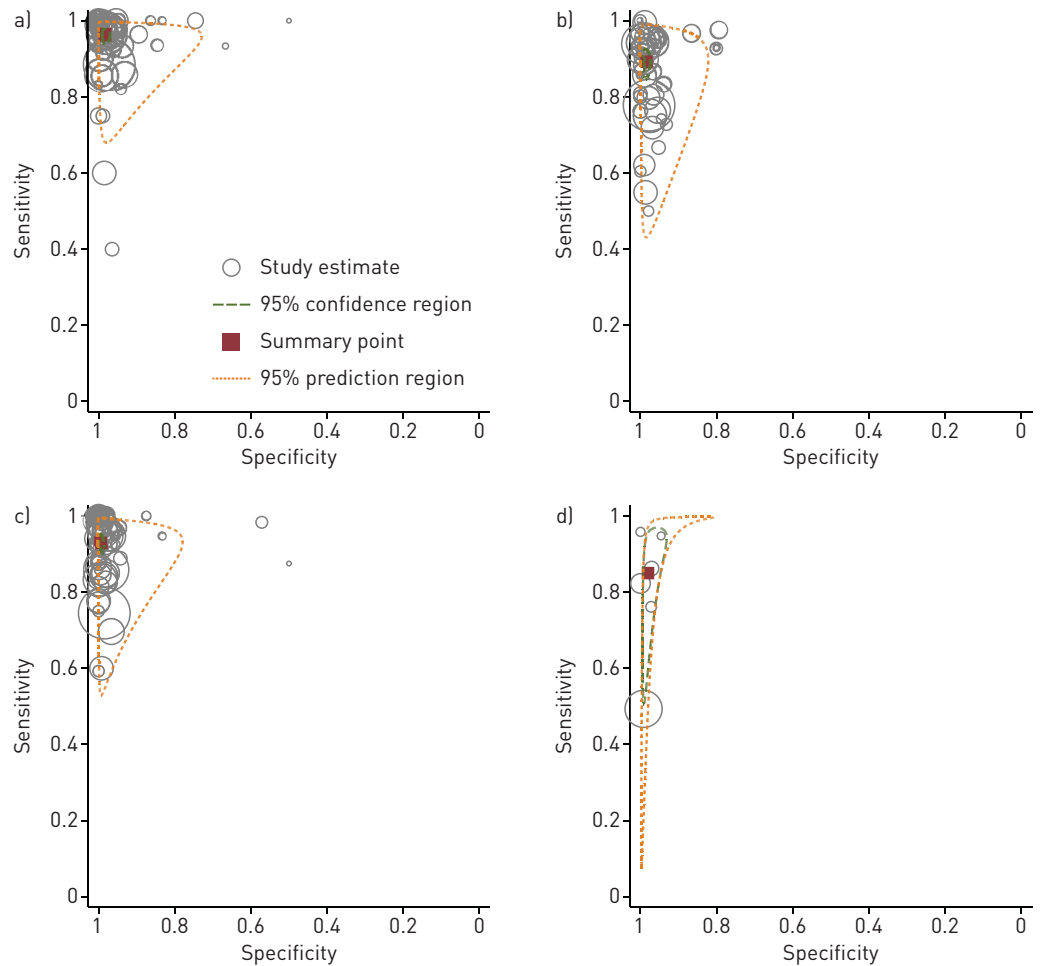 a)
1
0.8
0.6
0.4
0.2
0
Sensitivity
1 0.8 0.6 0.4 0.2 0
Specificity
Study estimate
95% confidence region
Summary point
95% prediction region
b)
1
0.8
0.6
0.4
0.2
0
Sensitivity
1 0.8 0.6 0.4 0.2 0
Specificity
c)
1
0.8
0.6
0.4
0.2
0
Sensitivity
1 0.8 0.6 0.4 0.2 0
Specificity
d)
1
0.8
0.6
0.4
0.2
0
Sensitivity
1 0.8 0.6 0.4 0.2 0
Specificity